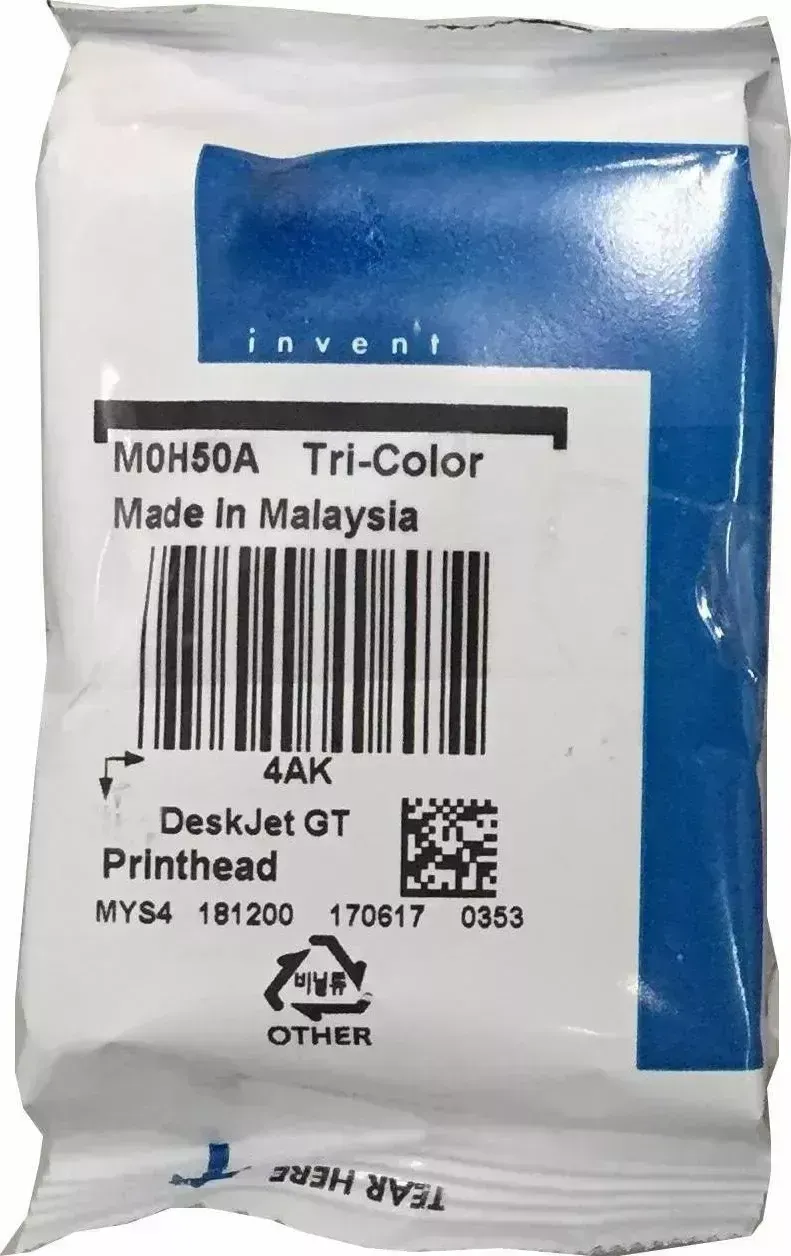 invent
M0H50A Tri-Color
Made In Malaysia
4AK
DeskJet GT
Printhead
MYS4 181200 170617 0353
비닐류
OTHER
TEAR HERE